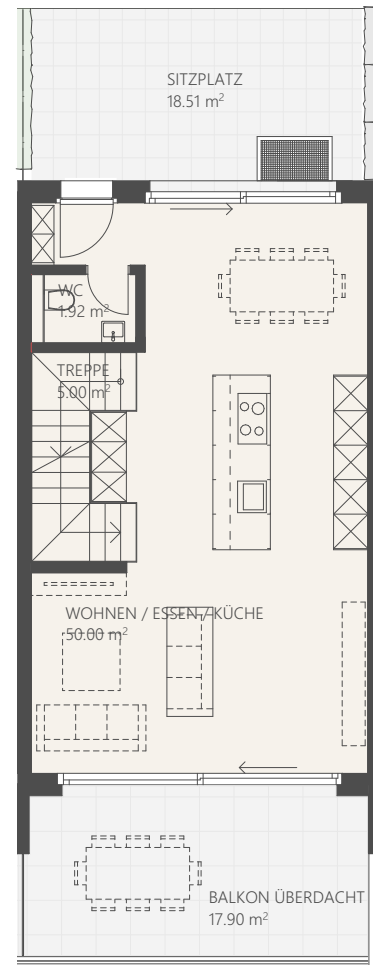 SITZPLATZ
18.51 m²
WC
1.92 m²
TREPPE
5.00 m²
WOHNEN / ESSEN / KÜCHE
50.00 m²
BALKON ÜBERDACHT
17.90 m²